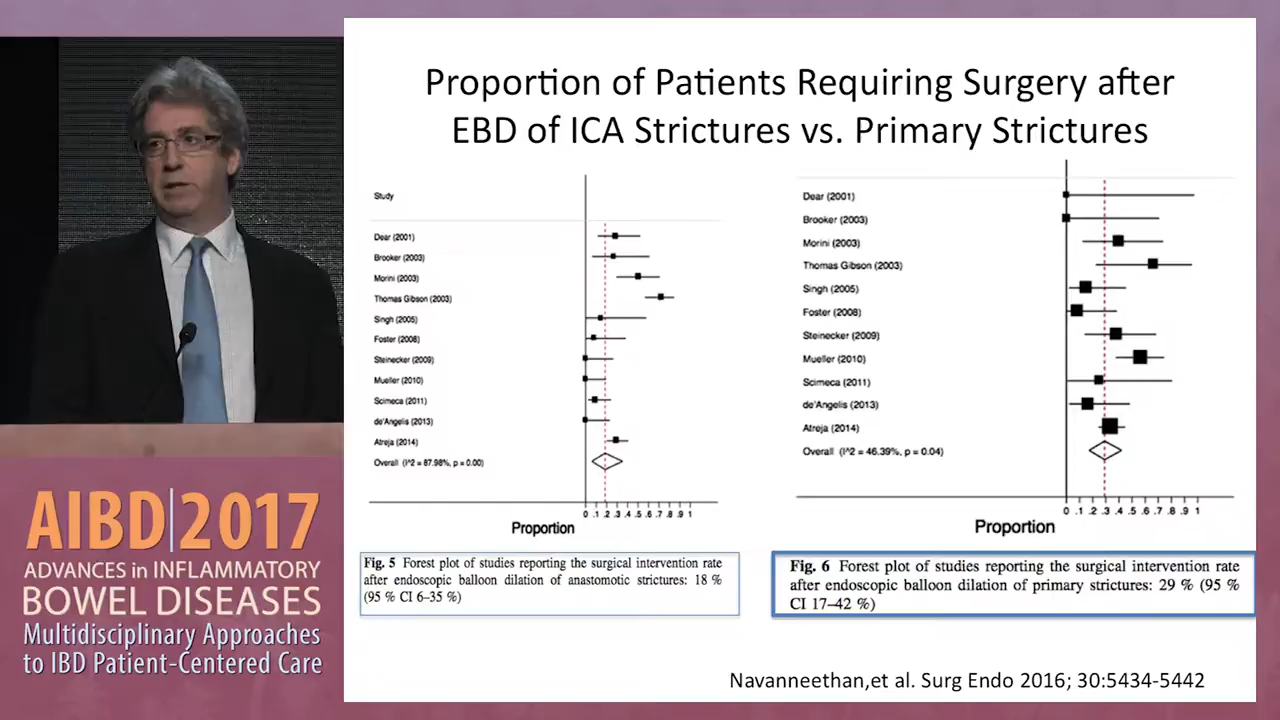 Proportion of Patients Requiring Surgery after
EBD of ICA Strictures vs. Primary Strictures
Study
Dear (2001)
Brooker (2003)
Morini (2003)
Thomas Gibson (2003)
Singh (2005)
Foster (2008)
Steinecker (2009)
Mueller (2010)
Scimeca (2011)
de'Angelis (2013)
Atreja (2014)
Overall (I^2 = 87.98%, p = 0.00)
0 .1 .2 .3 .4 .5 .6 .7 .8 .9 1
Proportion
Fig. 5 Forest plot of studies reporting the surgical intervention rate
after endoscopic balloon dilation of anastomotic strictures: 18 %
(95 % CI 6–35 %)
Dear (2001)
Brooker (2003)
Morini (2003)
Thomas Gibson (2003)
Singh (2005)
Foster (2008)
Steinecker (2009)
Mueller (2010)
Scimeca (2011)
de'Angelis (2013)
Atreja (2014)
Overall (I^2 = 46.39%, p = 0.04)
0 .1 .2 .3 .4 .5 .6 .7 .8 .9 1
Proportion
Fig. 6 Forest plot of studies reporting the surgical intervention rate
after endoscopic balloon dilation of primary strictures: 29 % (95 %
CI 17–42 %)
Navanneethan,et al. Surg Endo 2016; 30:5434-5442
AIBD|2017
ADVANCES in INFLAMMATORY
BOWEL DISEASES
Multidisciplinary Approaches
to IBD Patient-Centered Care